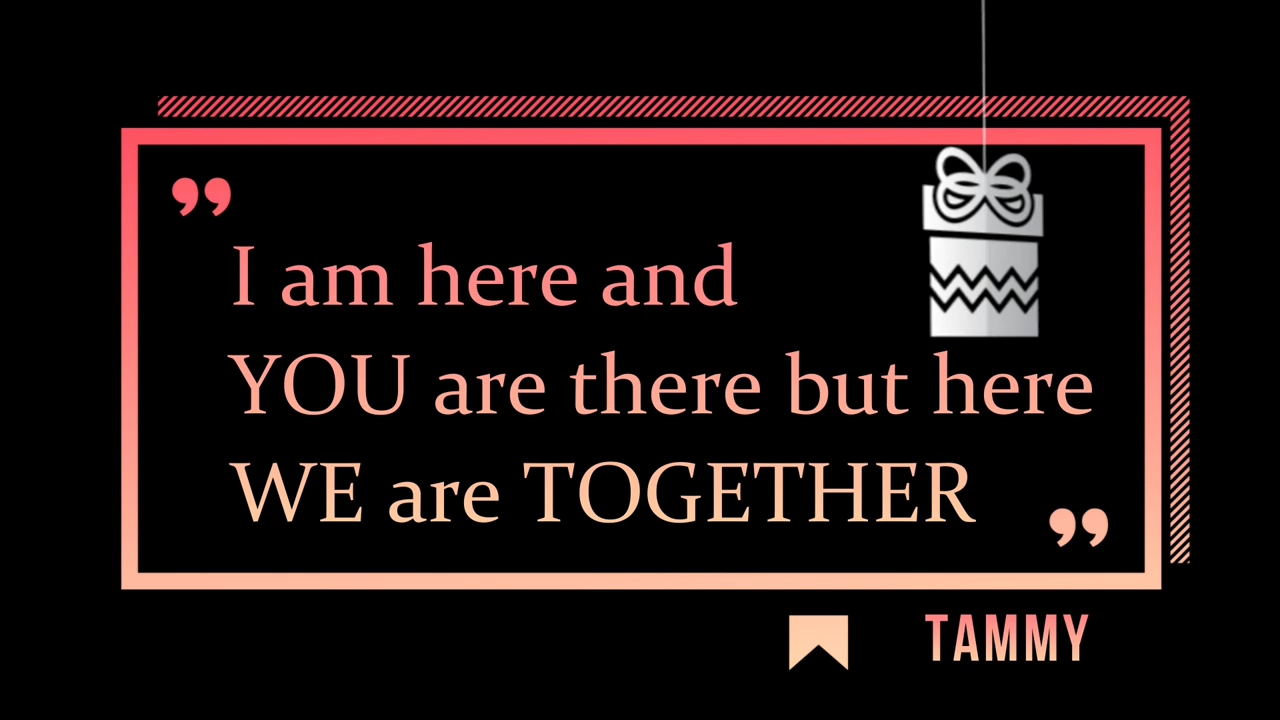 ”
I am here and
YOU are there but here
WE are TOGETHER
”
TAMMY